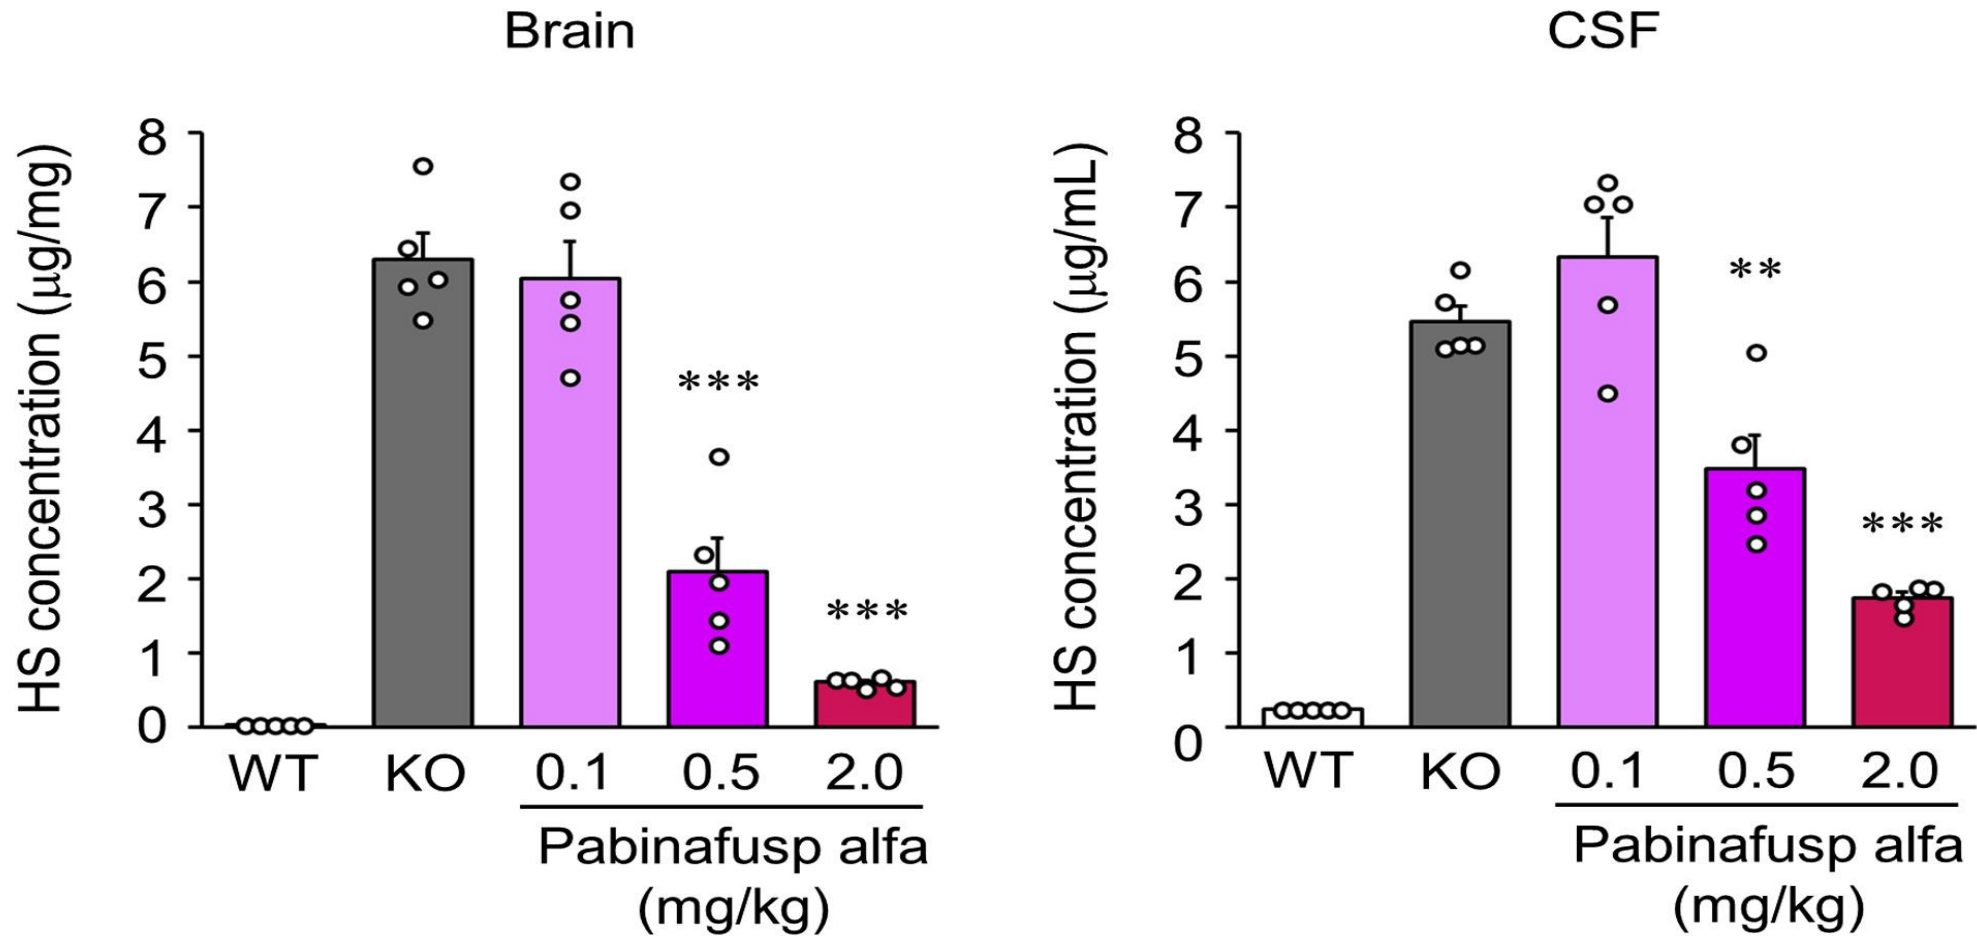 Brain
HS concentration (μg/mg)
8
7
6
5
4
3
2
1
0
***
***
WT KO 0.1 0.5 2.0
Pabinafusp alfa
(mg/kg)
CSF
HS concentration (μg/mL)
8
7
6
5
4
3
2
1
0
**
***
WT KO 0.1 0.5 2.0
Pabinafusp alfa
(mg/kg)